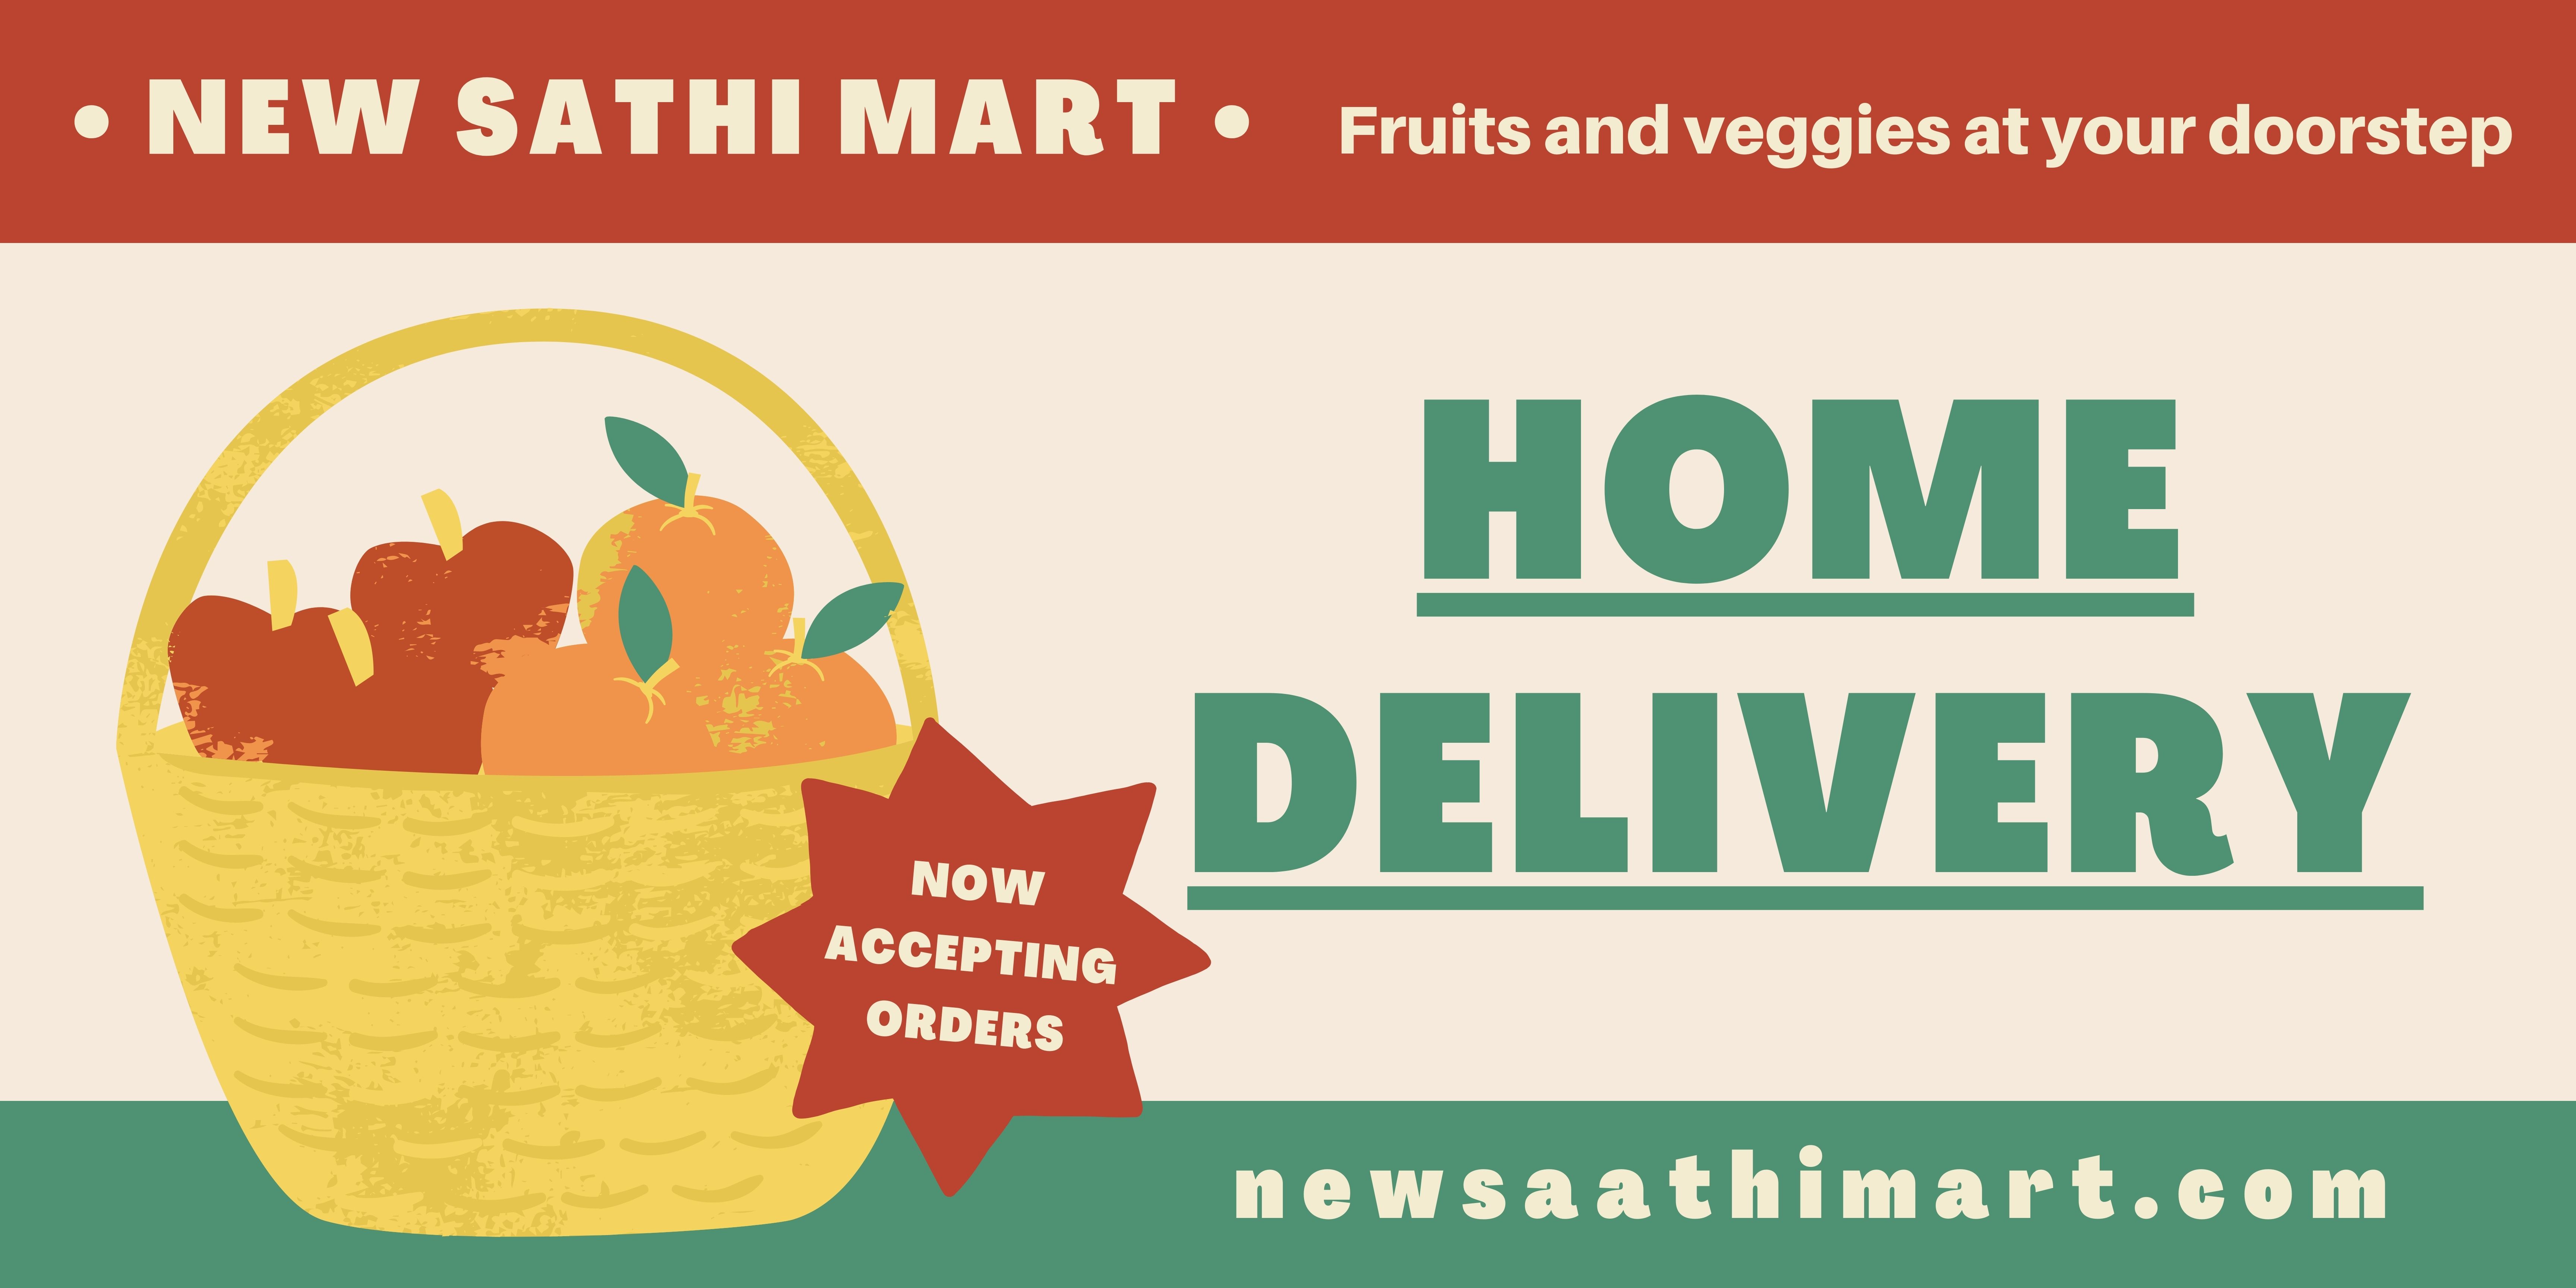 • NEW SATHI MART •
Fruits and veggies at your doorstep
HOME
DELIVERY
NOW
ACCEPTING
ORDERS
newsaathimart.com